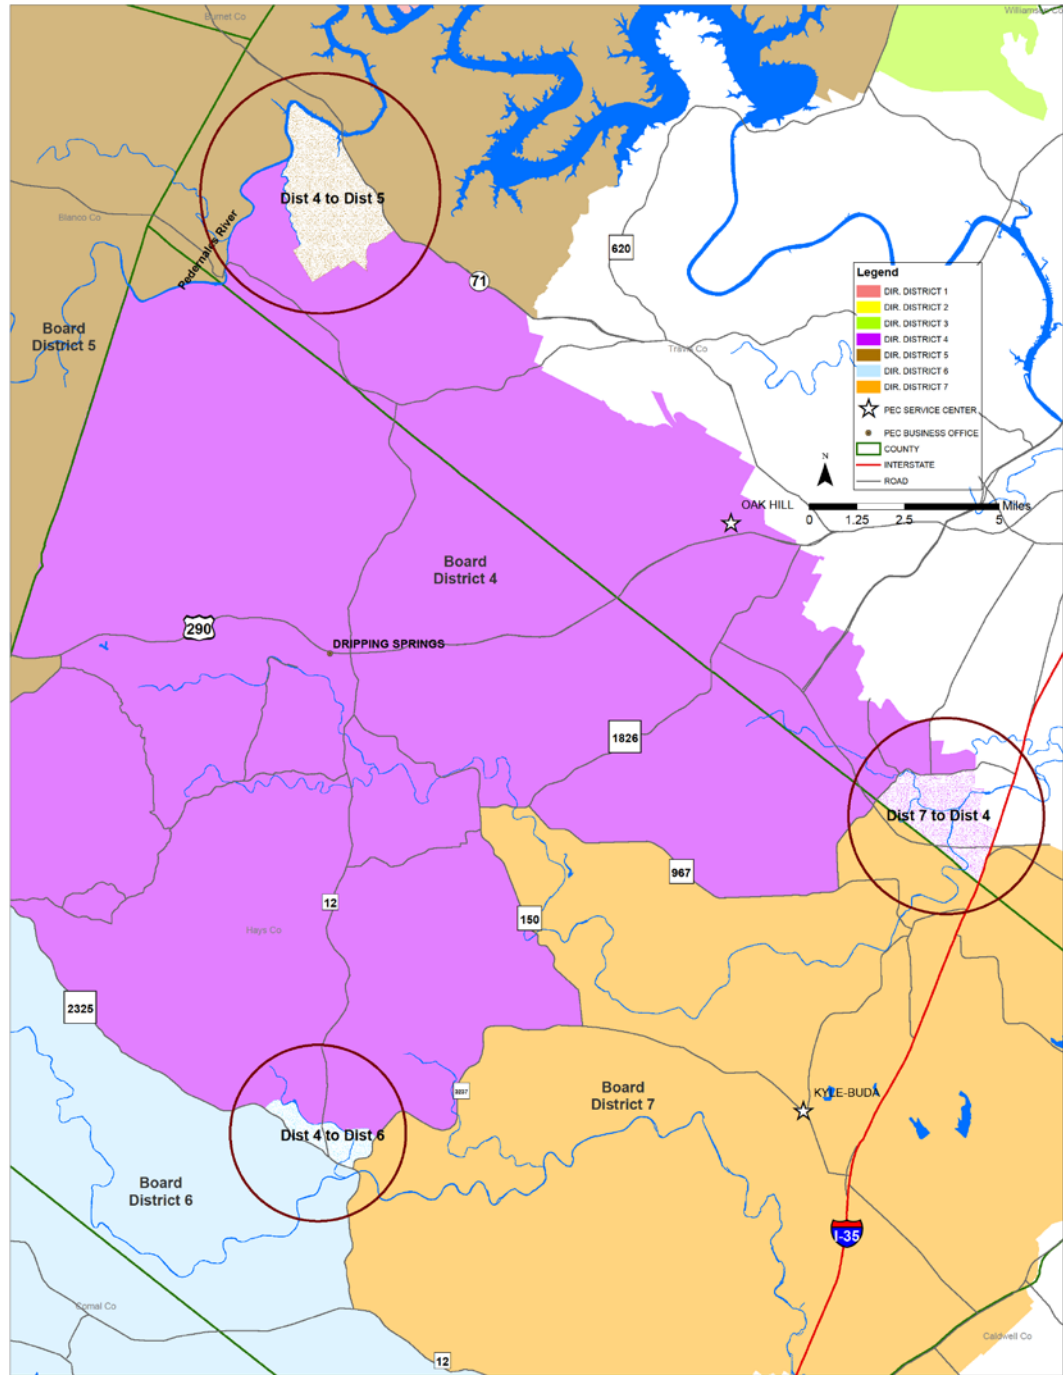 Burnet Co
Williamson Co
Dist 4 to Dist 5
Blanco Co
Pedernales River
620
71
Board
District 5
Travis Co
Legend
DIR. DISTRICT 1
DIR. DISTRICT 2
DIR. DISTRICT 3
DIR. DISTRICT 4
DIR. DISTRICT 5
DIR. DISTRICT 6
DIR. DISTRICT 7
PEC SERVICE CENTER
PEC BUSINESS OFFICE
COUNTY
INTERSTATE
ROAD
N
OAK HILL
Miles
0 1.25 2.5 5
Board
District 4
290
DRIPPING SPRINGS
1826
Dist 7 to Dist 4
967
12
150
Hays Co
2325
Board
District 7
KYLE-BUDA
Dist 4 to Dist 6
Board
District 6
I-35
Comal Co
Caldwell Co
12